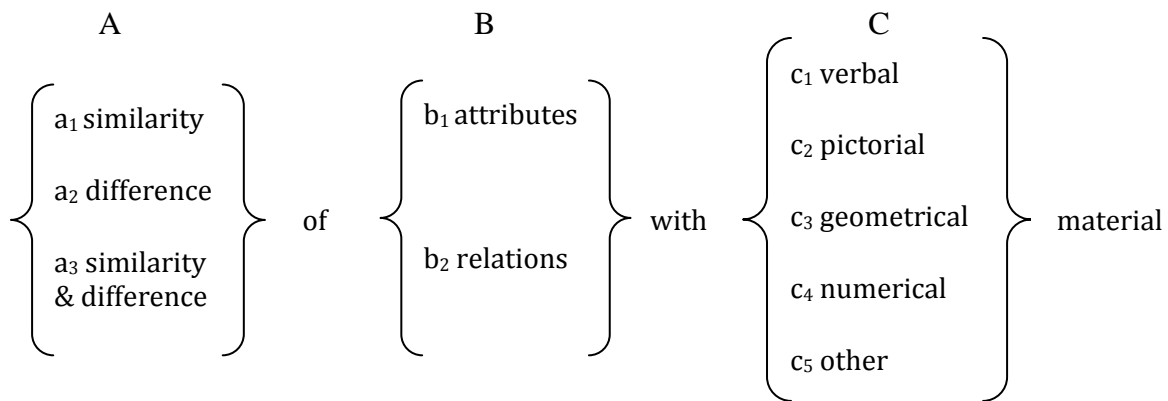 A B C
a₁ similarity
a₂ difference
a₃ similarity
& difference
of
b₁ attributes
b₂ relations
with
c₁ verbal
c₂ pictorial
c₃ geometrical
c₄ numerical
c₅ other
material